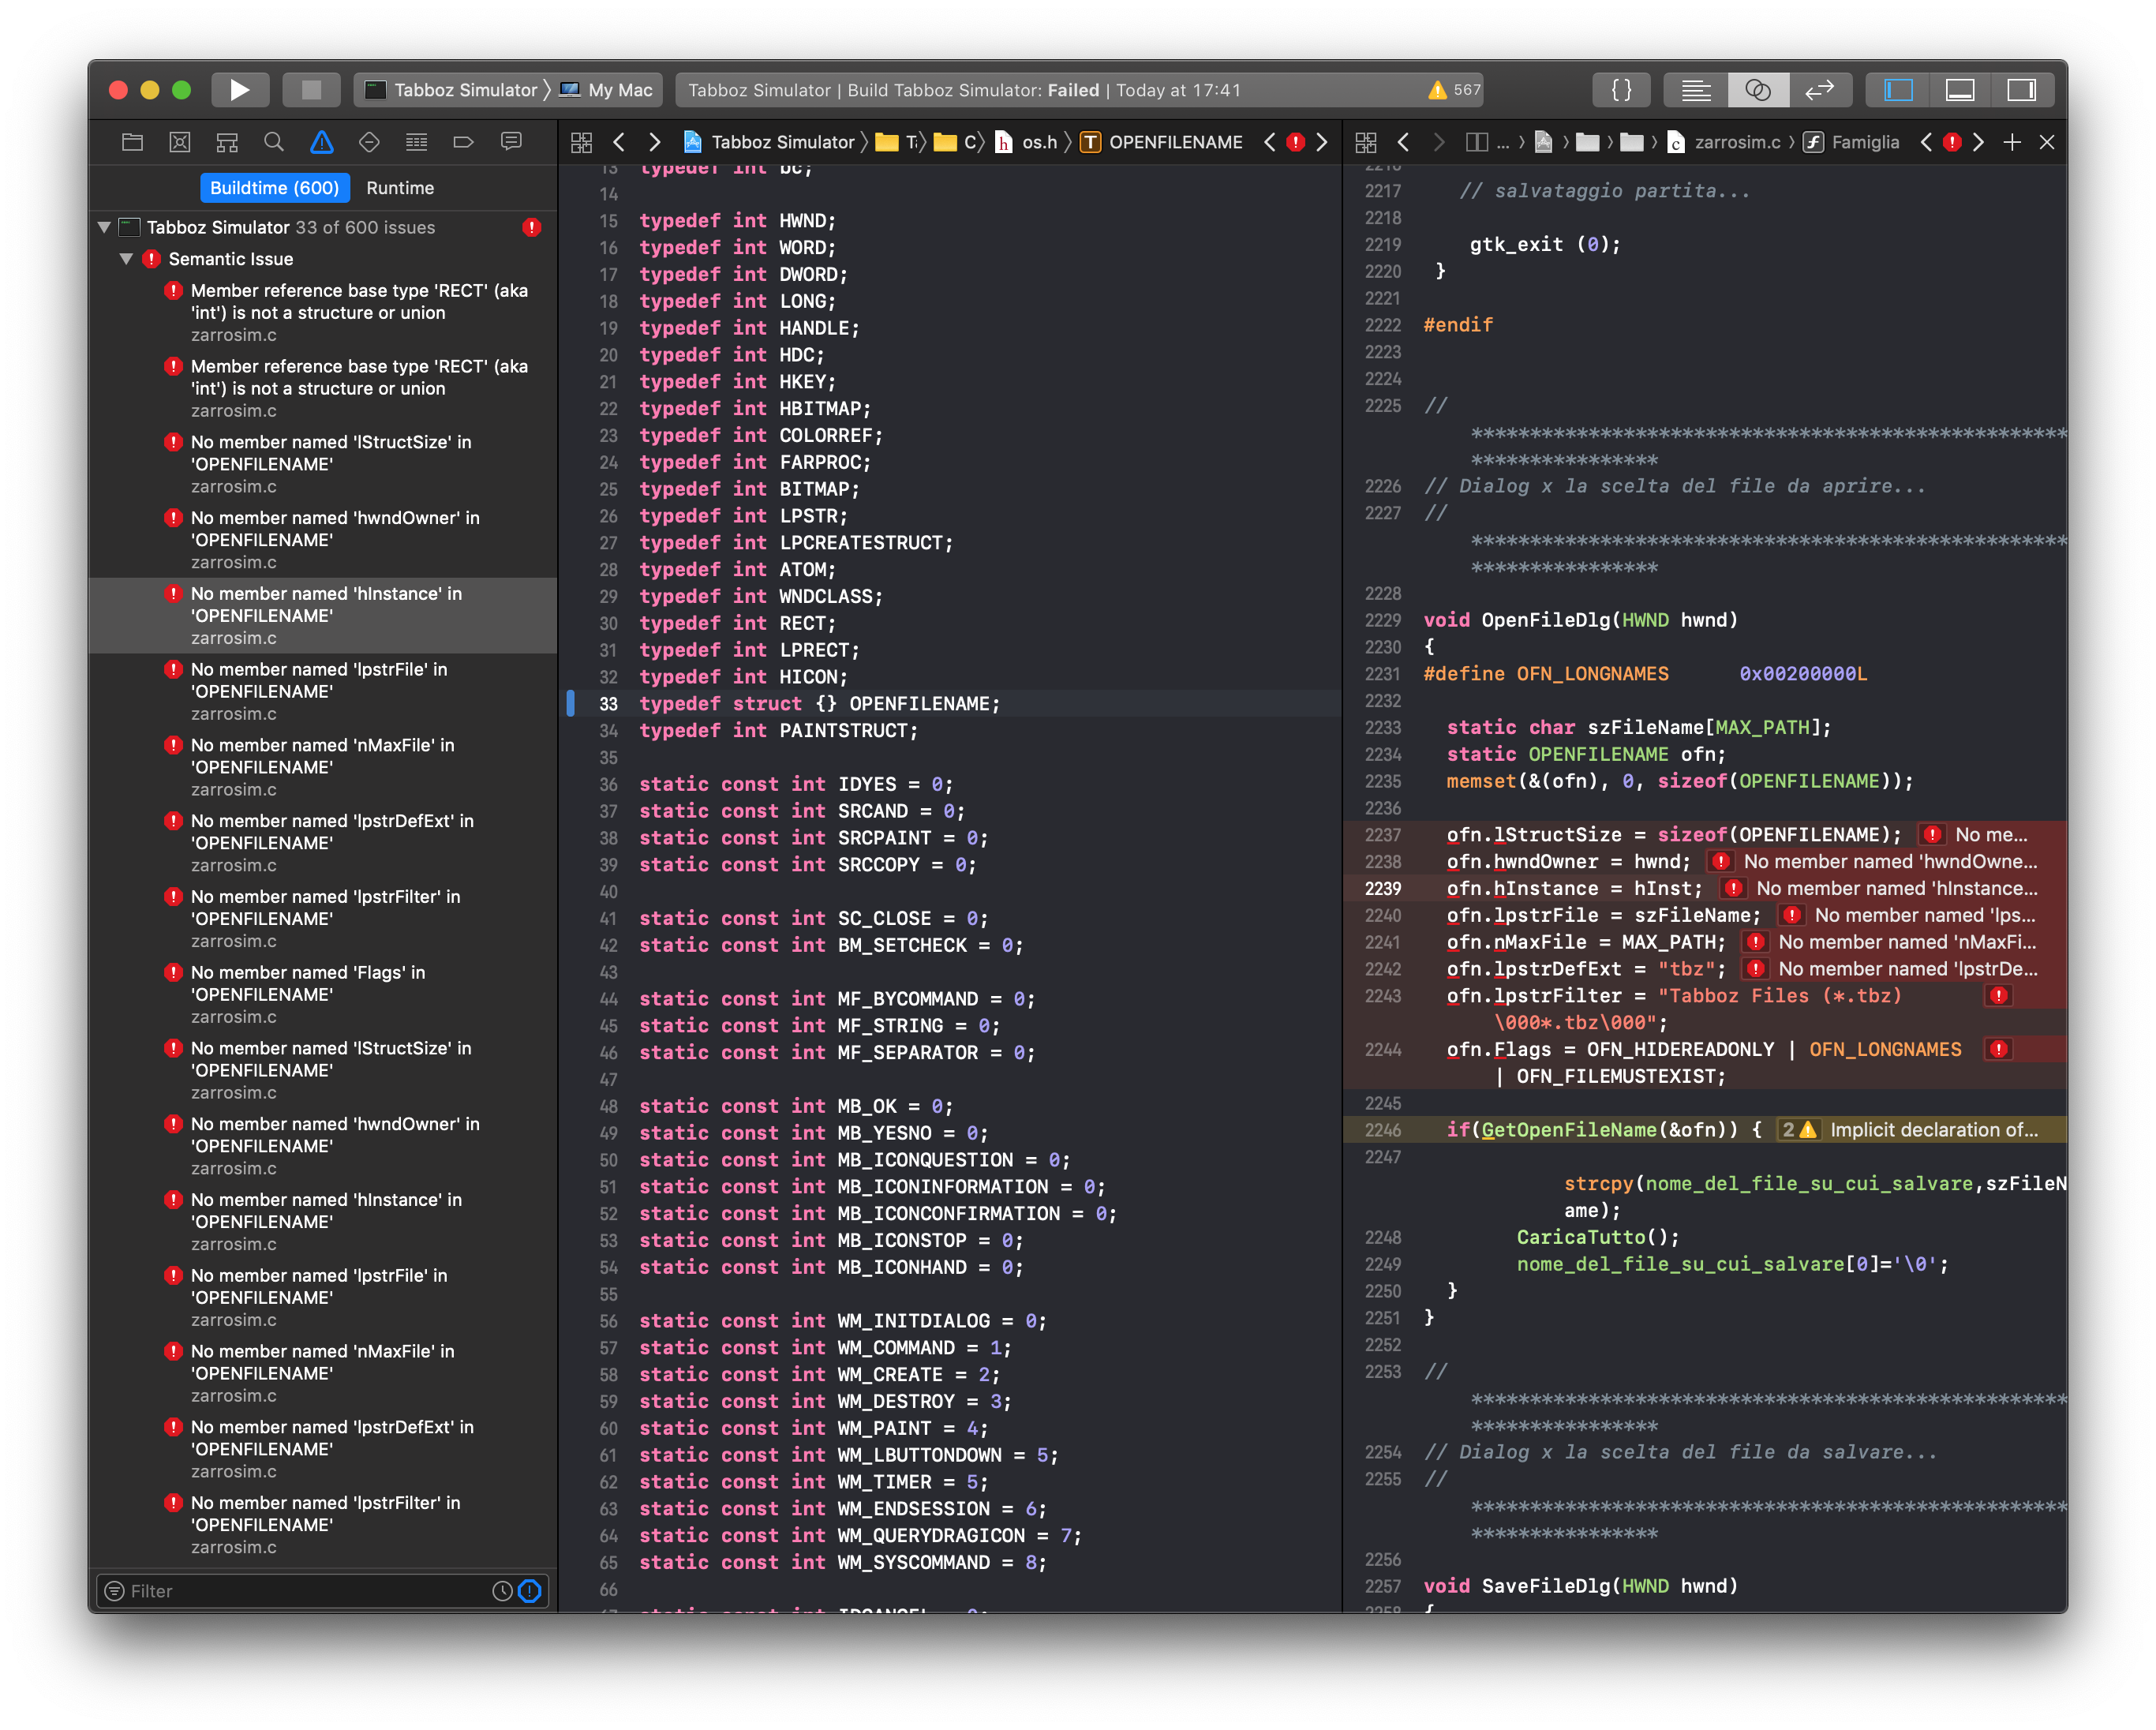 Tabboz Simulator 〉 My Mac
Tabboz Simulator | Build Tabboz Simulator: Failed | Today at 17:41
567
{}
Buildtime (600) Runtime
Tabboz Simulator 33 of 600 issues
Semantic Issue
Member reference base type 'RECT' (aka
'int') is not a structure or union
zarrosim.c
Member reference base type 'RECT' (aka
'int') is not a structure or union
zarrosim.c
No member named 'lStructSize' in
'OPENFILENAME'
zarrosim.c
No member named 'hwndOwner' in
'OPENFILENAME'
zarrosim.c
No member named 'hInstance' in
'OPENFILENAME'
zarrosim.c
No member named 'lpstrFile' in
'OPENFILENAME'
zarrosim.c
No member named 'nMaxFile' in
'OPENFILENAME'
zarrosim.c
No member named 'lpstrDefExt' in
'OPENFILENAME'
zarrosim.c
No member named 'lpstrFilter' in
'OPENFILENAME'
zarrosim.c
No member named 'Flags' in
'OPENFILENAME'
zarrosim.c
No member named 'lStructSize' in
'OPENFILENAME'
zarrosim.c
No member named 'hwndOwner' in
'OPENFILENAME'
zarrosim.c
No member named 'hInstance' in
'OPENFILENAME'
zarrosim.c
No member named 'lpstrFile' in
'OPENFILENAME'
zarrosim.c
No member named 'nMaxFile' in
'OPENFILENAME'
zarrosim.c
No member named 'lpstrDefExt' in
'OPENFILENAME'
zarrosim.c
No member named 'lpstrFilter' in
'OPENFILENAME'
zarrosim.c
Filter
Tabboz Simulator 〉 T 〉 C 〉 h os.h 〉 T OPENFILENAME
13 typedef int bc;
14
15 typedef int HWND;
16 typedef int WORD;
17 typedef int DWORD;
18 typedef int LONG;
19 typedef int HANDLE;
20 typedef int HDC;
21 typedef int HKEY;
22 typedef int HBITMAP;
23 typedef int COLORREF;
24 typedef int FARPROC;
25 typedef int BITMAP;
26 typedef int LPSTR;
27 typedef int LPCREATESTRUCT;
28 typedef int ATOM;
29 typedef int WNDCLASS;
30 typedef int RECT;
31 typedef int LPRECT;
32 typedef int HICON;
33 typedef struct {} OPENFILENAME;
34 typedef int PAINTSTRUCT;
35
36 static const int IDYES = 0;
37 static const int SRCAND = 0;
38 static const int SRCPAINT = 0;
39 static const int SRCCOPY = 0;
40
41 static const int SC_CLOSE = 0;
42 static const int BM_SETCHECK = 0;
43
44 static const int MF_BYCOMMAND = 0;
45 static const int MF_STRING = 0;
46 static const int MF_SEPARATOR = 0;
47
48 static const int MB_OK = 0;
49 static const int MB_YESNO = 0;
50 static const int MB_ICONQUESTION = 0;
51 static const int MB_ICONINFORMATION = 0;
52 static const int MB_ICONCONFIRMATION = 0;
53 static const int MB_ICONSTOP = 0;
54 static const int MB_ICONHAND = 0;
55
56 static const int WM_INITDIALOG = 0;
57 static const int WM_COMMAND = 1;
58 static const int WM_CREATE = 2;
59 static const int WM_DESTROY = 3;
60 static const int WM_PAINT = 4;
61 static const int WM_LBUTTONDOWN = 5;
62 static const int WM_TIMER = 5;
63 static const int WM_ENDSESSION = 6;
64 static const int WM_QUERYDRAGICON = 7;
65 static const int WM_SYSCOMMAND = 8;
66
... 〉 c zarrosim.c 〉 f Famiglia
2216
2217 // salvataggio partita...
2218
2219 gtk_exit (0);
2220 }
2221
2222 #endif
2223
2224
2225 //
***************************************************
****************
2226 // Dialog x la scelta del file da aprire...
2227 //
***************************************************
****************
2228
2229 void OpenFileDlg(HWND hwnd)
2230 {
2231 #define OFN_LONGNAMES 0x00200000L
2232
2233 static char szFileName[MAX_PATH];
2234 static OPENFILENAME ofn;
2235 memset(&(ofn), 0, sizeof(OPENFILENAME));
2236
2237 ofn.lStructSize = sizeof(OPENFILENAME); No me...
2238 ofn.hwndOwner = hwnd; No member named 'hwndOwne...
2239 ofn.hInstance = hInst; No member named 'hInstance...
2240 ofn.lpstrFile = szFileName; No member named 'lps...
2241 ofn.nMaxFile = MAX_PATH; No member named 'nMaxFi...
2242 ofn.lpstrDefExt = "tbz"; No member named 'lpstrDe...
2243 ofn.lpstrFilter = "Tabboz Files (*.tbz)
\000*.tbz\000";
2244 ofn.Flags = OFN_HIDEREADONLY | OFN_LONGNAMES
| OFN_FILEMUSTEXIST;
2245
2246 if(GetOpenFileName(&ofn)) { 2 Implicit declaration of...
2247
strcpy(nome_del_file_su_cui_salvare,szFileN
ame);
2248 CaricaTutto();
2249 nome_del_file_su_cui_salvare[0]='\0';
2250 }
2251 }
2252
2253 //
***************************************************
****************
2254 // Dialog x la scelta del file da salvare...
2255 //
***************************************************
****************
2256
2257 void SaveFileDlg(HWND hwnd)
2258 {